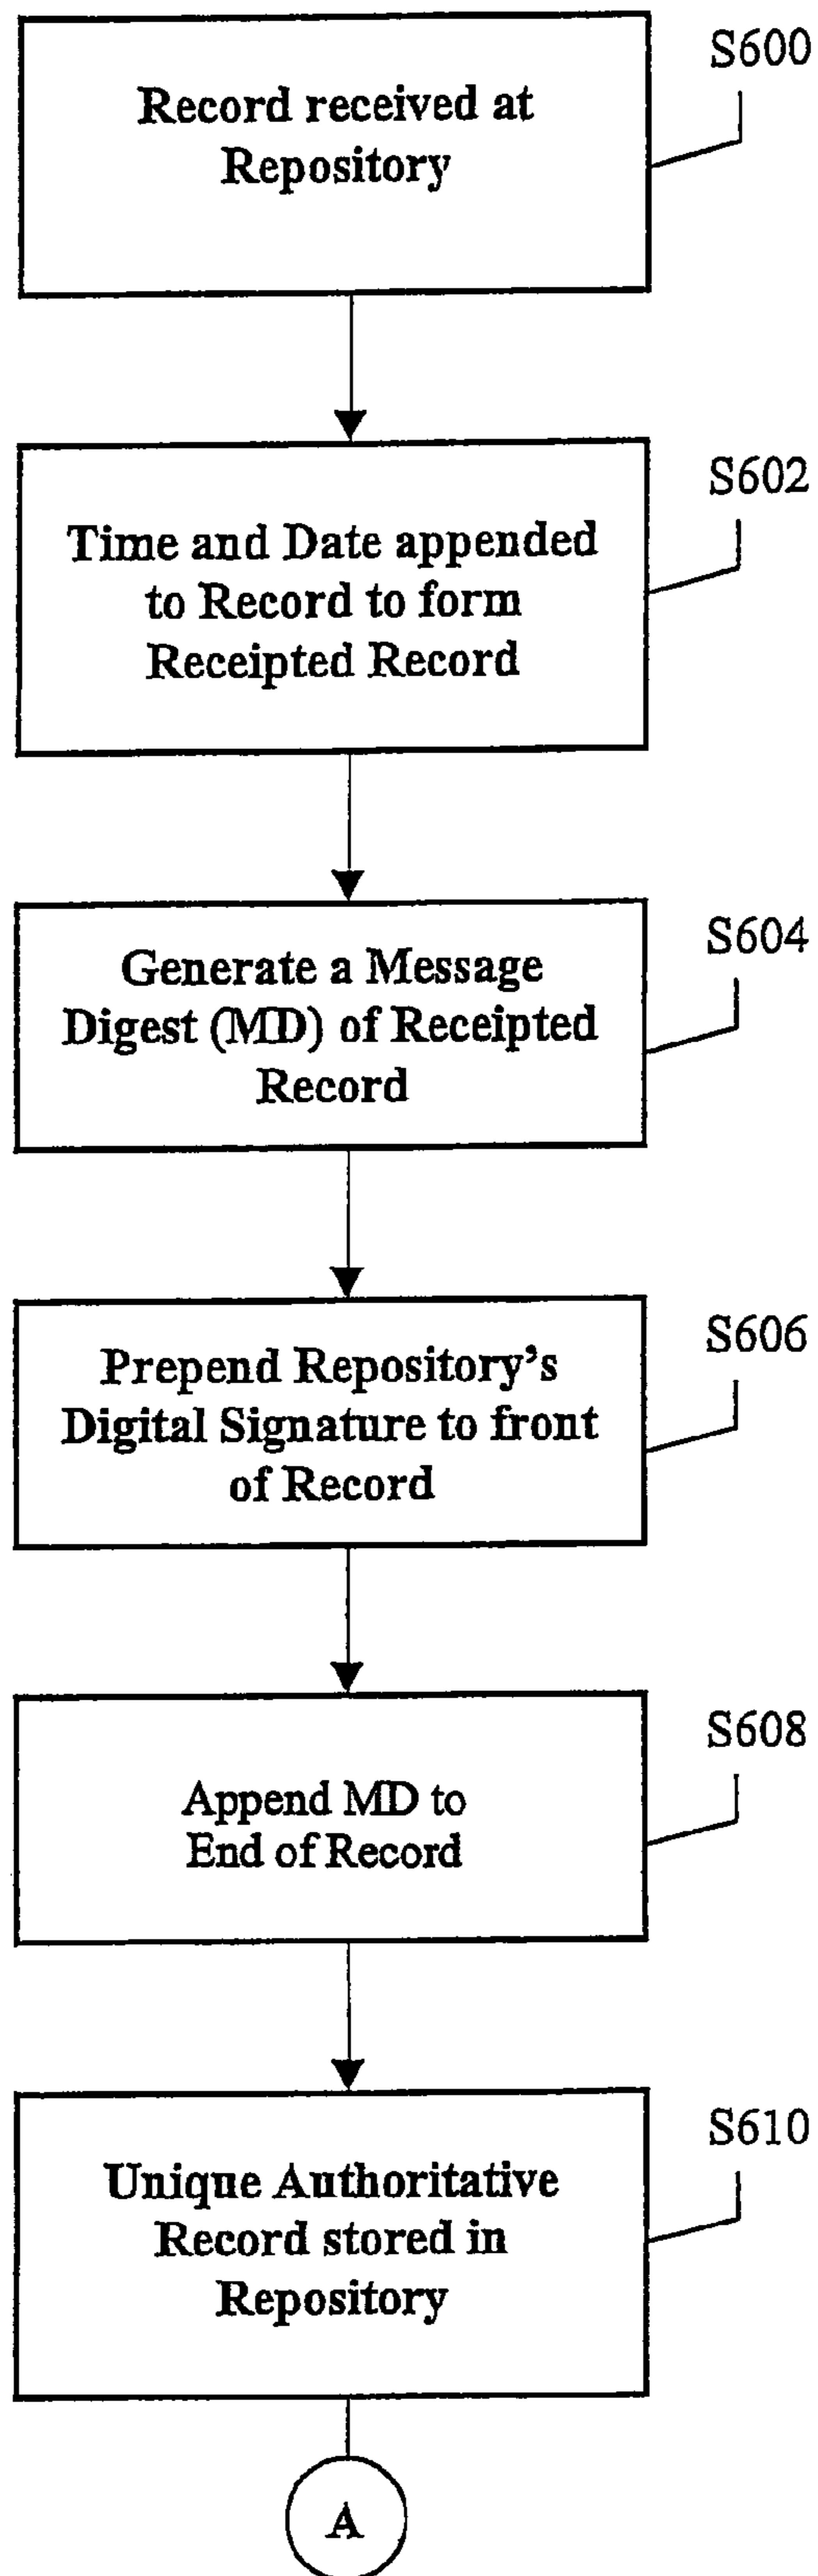 S600
Record received at
Repository
S602
Time and Date appended
to Record to form
Receipted Record
S604
Generate a Message
Digest (MD) of Receipted
Record
S606
Prepend Repository's
Digital Signature to front
of Record
S608
Append MD to
End of Record
S610
Unique Authoritative
Record stored in
Repository
A